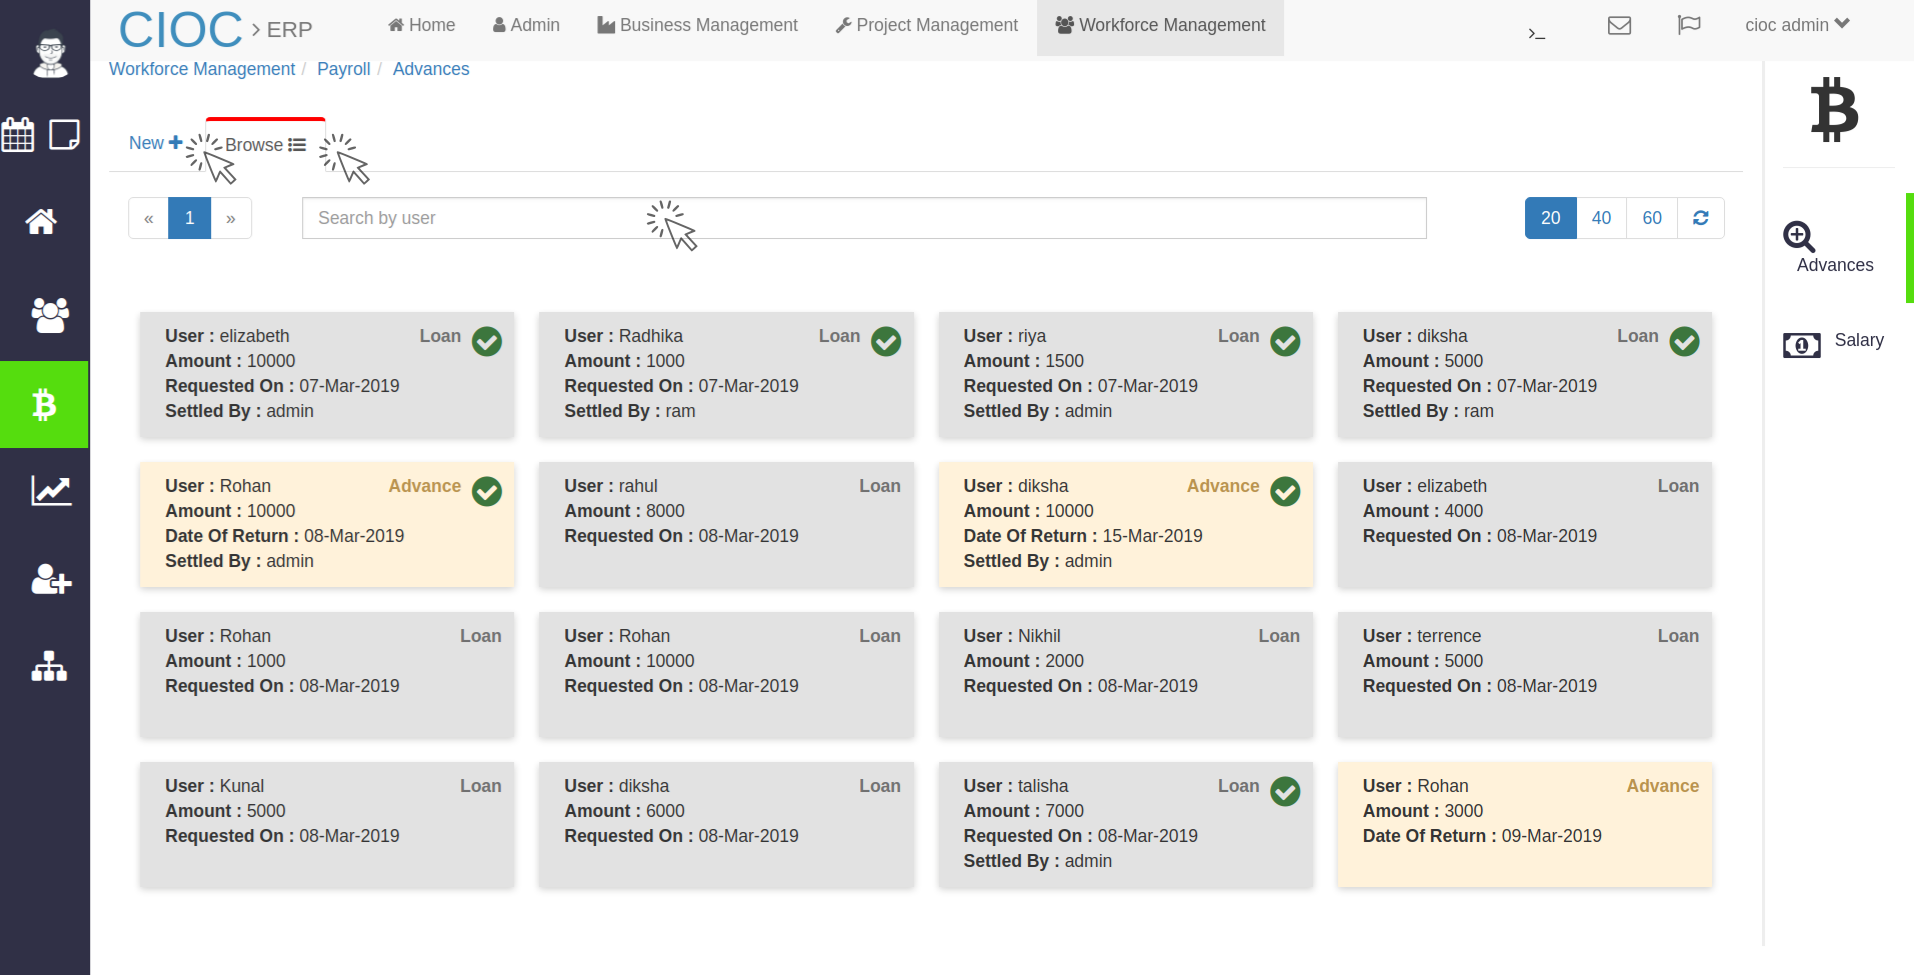 CIOC > ERP
Home
Admin
Business Management
Project Management
Workforce Management
>_
cioc admin
Workforce Management / Payroll / Advances
New
Browse
« 1 »
Search by user
20 40 60
Advances
Salary
User : elizabeth Loan
Amount : 10000
Requested On : 07-Mar-2019
Settled By : admin
User : Radhika Loan
Amount : 1000
Requested On : 07-Mar-2019
Settled By : ram
User : riya Loan
Amount : 1500
Requested On : 07-Mar-2019
Settled By : admin
User : diksha Loan
Amount : 5000
Requested On : 07-Mar-2019
Settled By : ram
User : Rohan Advance
Amount : 10000
Date Of Return : 08-Mar-2019
Settled By : admin
User : rahul Loan
Amount : 8000
Requested On : 08-Mar-2019
User : diksha Advance
Amount : 10000
Date Of Return : 15-Mar-2019
Settled By : admin
User : elizabeth Loan
Amount : 4000
Requested On : 08-Mar-2019
User : Rohan Loan
Amount : 1000
Requested On : 08-Mar-2019
User : Rohan Loan
Amount : 10000
Requested On : 08-Mar-2019
User : Nikhil Loan
Amount : 2000
Requested On : 08-Mar-2019
User : terrence Loan
Amount : 5000
Requested On : 08-Mar-2019
User : Kunal Loan
Amount : 5000
Requested On : 08-Mar-2019
User : diksha Loan
Amount : 6000
Requested On : 08-Mar-2019
User : talisha Loan
Amount : 7000
Requested On : 08-Mar-2019
Settled By : admin
User : Rohan Advance
Amount : 3000
Date Of Return : 09-Mar-2019